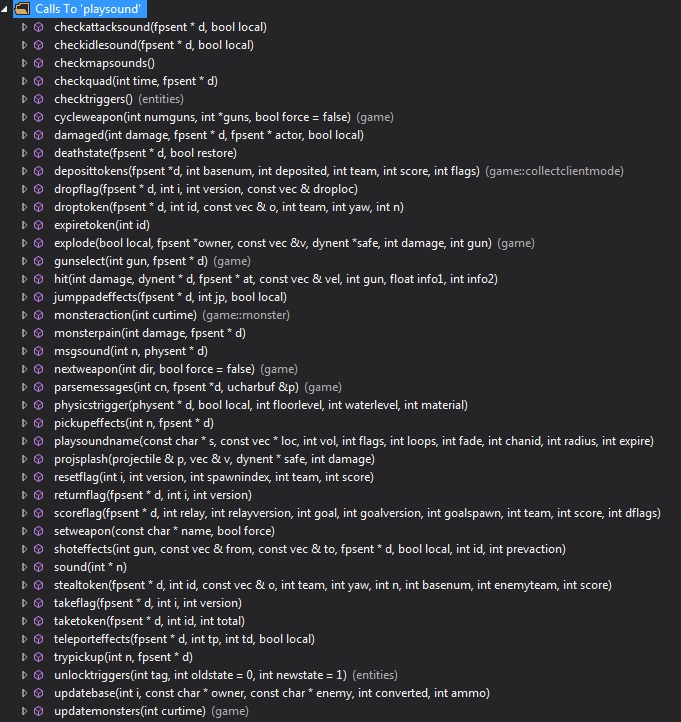 Calls To 'playsound'
checkattacksound(fpsent * d, bool local)
checkidlesound(fpsent * d, bool local)
checkmapsounds()
checkquad(int time, fpsent * d)
checktriggers() (entities)
cycleweapon(int numguns, int *guns, bool force = false) (game)
damaged(int damage, fpsent * d, fpsent * actor, bool local)
deathstate(fpsent * d, bool restore)
deposittokens(fpsent *d, int basenum, int deposited, int team, int score, int flags) (game::collectclientmode)
dropflag(fpsent * d, int i, int version, const vec & droploc)
droptoken(fpsent * d, int id, const vec & o, int team, int yaw, int n)
expiretoken(int id)
explode(bool local, fpsent *owner, const vec &v, dynent *safe, int damage, int gun) (game)
gunselect(int gun, fpsent * d) (game)
hit(int damage, dynent * d, fpsent * at, const vec & vel, int gun, float info1, int info2)
jumppadeffects(fpsent * d, int jp, bool local)
monsteraction(int curtime) (game::monster)
monsterpain(int damage, fpsent * d)
msgsound(int n, physent * d)
nextweapon(int dir, bool force = false) (game)
parsemessages(int cn, fpsent *d, ucharbuf &p) (game)
physicstrigger(physent * d, bool local, int floorlevel, int waterlevel, int material)
pickupeffects(int n, fpsent * d)
playsoundname(const char * s, const vec * loc, int vol, int flags, int loops, int fade, int chanid, int radius, int expire)
projsplash(projectile & p, vec & v, dynent * safe, int damage)
resetflag(int i, int version, int spawnindex, int team, int score)
returnflag(fpsent * d, int i, int version)
scoreflag(fpsent * d, int relay, int relayversion, int goal, int goalversion, int goalspawn, int team, int score, int dflags)
setweapon(const char * name, bool force)
shoteffects(int gun, const vec & from, const vec & to, fpsent * d, bool local, int id, int prevaction)
sound(int * n)
stealtoken(fpsent * d, int id, const vec & o, int team, int yaw, int n, int basenum, int enemyteam, int score)
takeflag(fpsent * d, int i, int version)
taketoken(fpsent * d, int id, int total)
teleporteffects(fpsent * d, int tp, int td, bool local)
trypickup(int n, fpsent * d)
unlocktriggers(int tag, int oldstate = 0, int newstate = 1) (entities)
updatebase(int i, const char * owner, const char * enemy, int converted, int ammo)
updatemonsters(int curtime) (game)